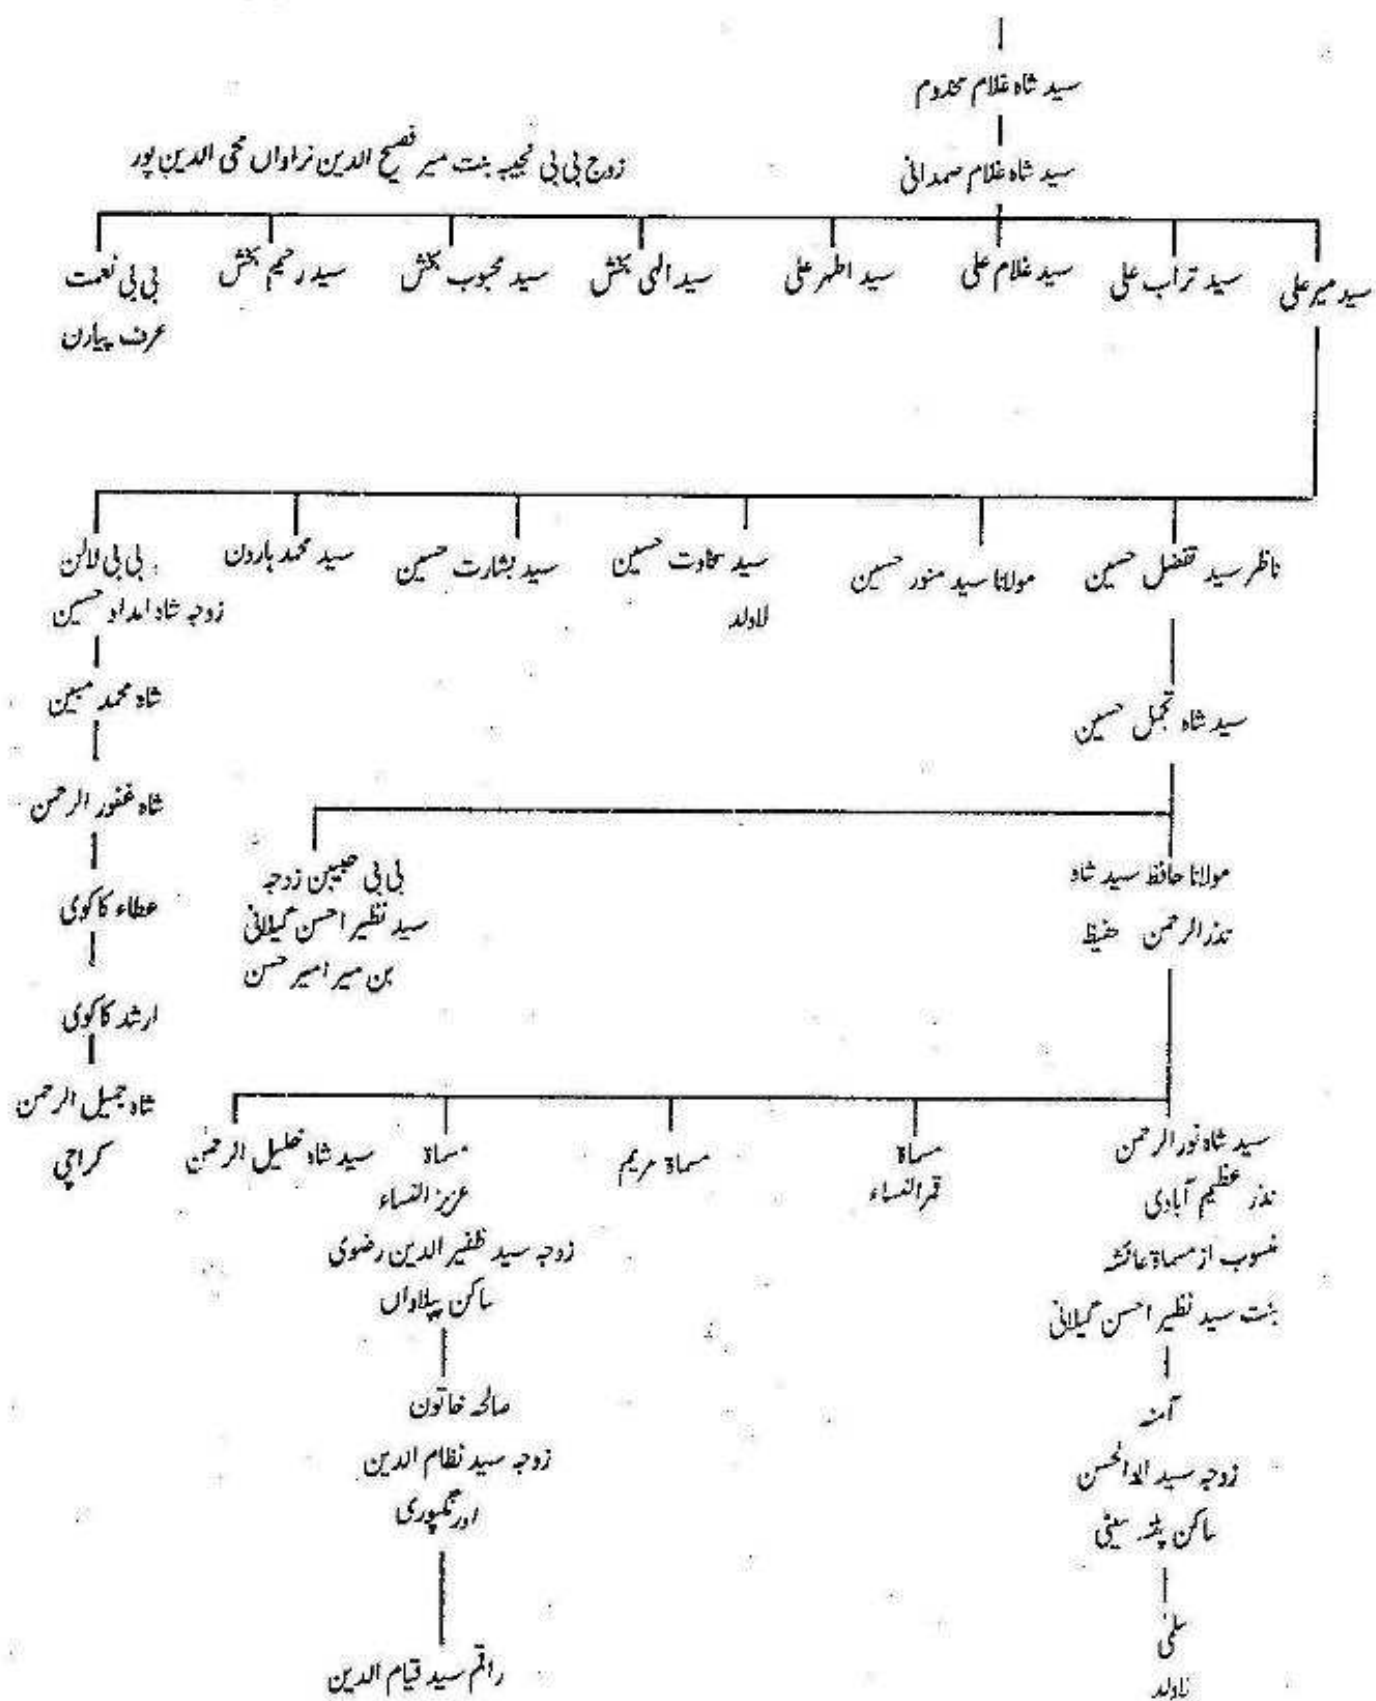 سید شاہ غلام مخدوم
سید شاہ غلام صمدانی
زوج بی بی نجیبہ بنت میر فصیح الدین نراواں محی الدین پور
سید میر علی
سید تراب علی
سید غلام علی
سید اطہر علی
سید الٰہی بخش
سید محبوب بخش
سید رحیم بخش
بی بی نعمت
عرف پیارن
ناظر سید تفضل حسین
مولانا سید منور حسین
سید سخاوت حسین
لاولد
سید بشارت حسین
سید محمد ہارون
بی بی لالن
زوجہ شاہ امداد حسین
سید شاہ تجمل حسین
شاہ محمد مبین
شاہ غفور الرحمن
عطاء کاکوی
ارشد کاکوی
شاہ جمیل الرحمن
کراچی
مولانا حافظ سید شاہ
نذر الرحمن حفیظ
بی بی حبیبن زوجہ
سید نظیر احسن گیلانی
بن میر امیر حسن
سید شاہ نور الرحمن
نذر عظیم آبادی
منسوب از مسماۃ عائشہ
بنت سید نظیر احسن گیلانی
مسماۃ
قمر النساء
مسماۃ مریم
مسماۃ
عزیز النساء
زوجہ سید ظفیر الدین رضوی
ساکن پیلاواں
سید شاہ خلیل الرحمن
آمنہ
زوجہ سید ابو الحسن
ساکن پٹنہ سیٹی
سلمٰی
ناولد
صالحہ خاتون
زوجہ سید نظام الدین
اورنگپوری
راقم سید قیام الدین